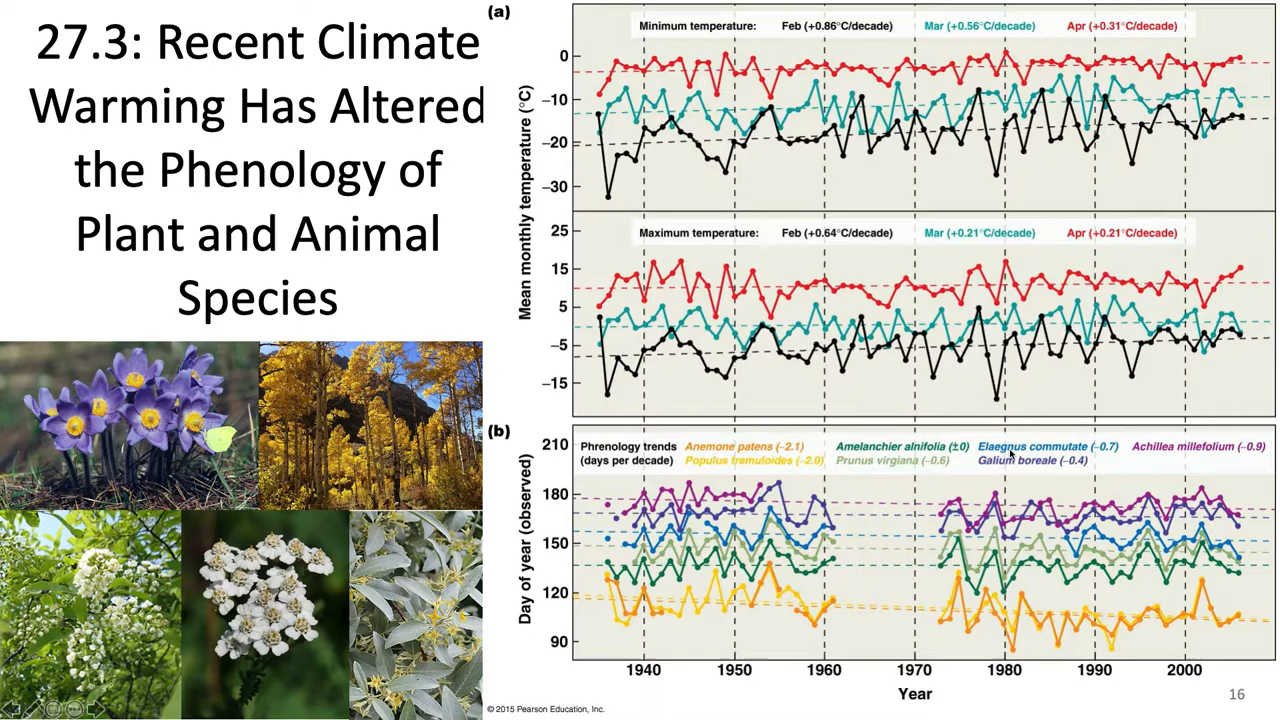 27.3: Recent Climate
Warming Has Altered
the Phenology of
Plant and Animal
Species
(a)
Minimum temperature: Feb (+0.86°C/decade) Mar (+0.56°C/decade) Apr (+0.31°C/decade)
0
–10
–20
–30
Mean monthly temperature (°C)
Maximum temperature: Feb (+0.64°C/decade) Mar (+0.21°C/decade) Apr (+0.21°C/decade)
25
15
5
–5
–15
(b)
Phrenology trends Anemone patens (–2.1) Amelanchier alnifolia (±0) Elaegnus commutate (–0.7) Achillea millefolium (–0.9)
(days per decade) Populus tremuloides (–2.0) Prunus virgiana (–0.6) Galium boreale (–0.4)
210
180
150
120
90
Day of year (observed)
1940 1950 1960 1970 1980 1990 2000
Year
16
© 2015 Pearson Education, Inc.